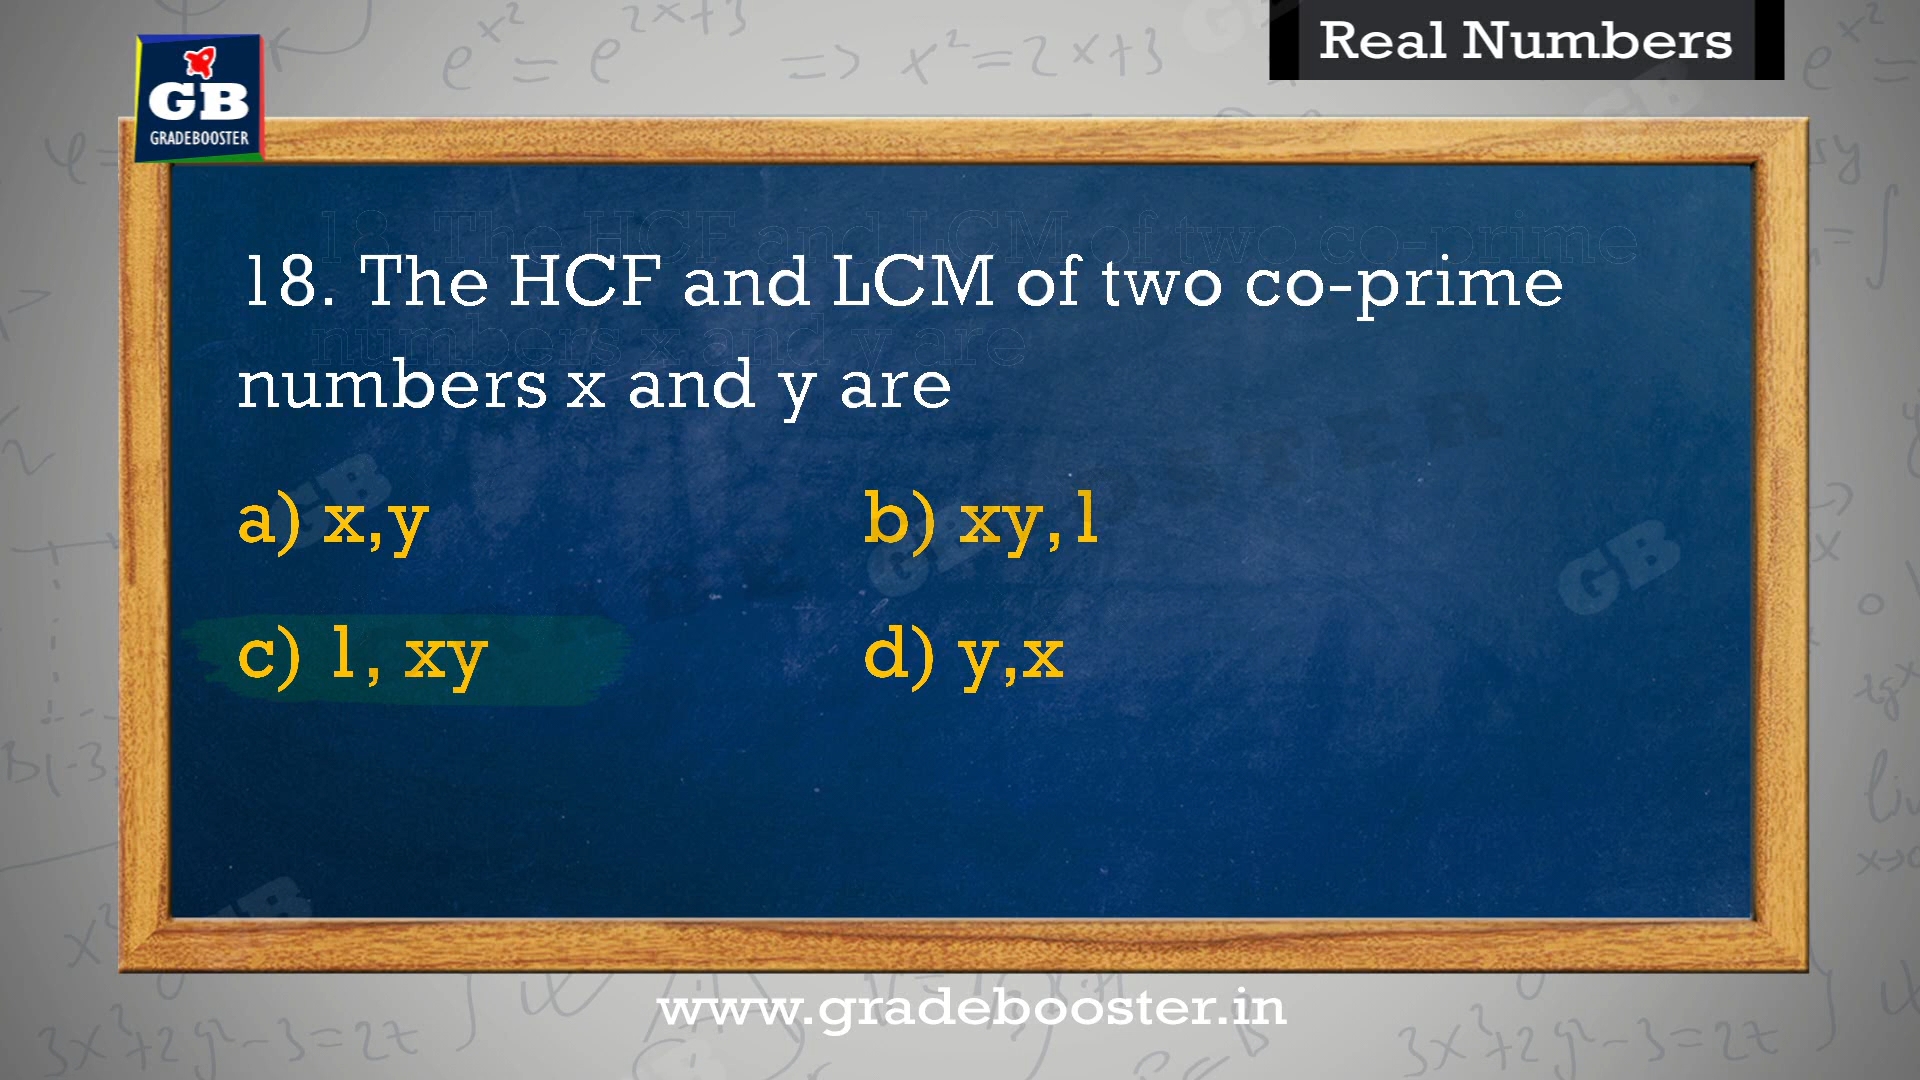 Real Numbers
GB
GRADEBOOSTER
18. The HCF and LCM of two co-prime
numbers x and y are
a) x,y
b) xy,1
c) 1, xy
d) y,x
www.gradebooster.in